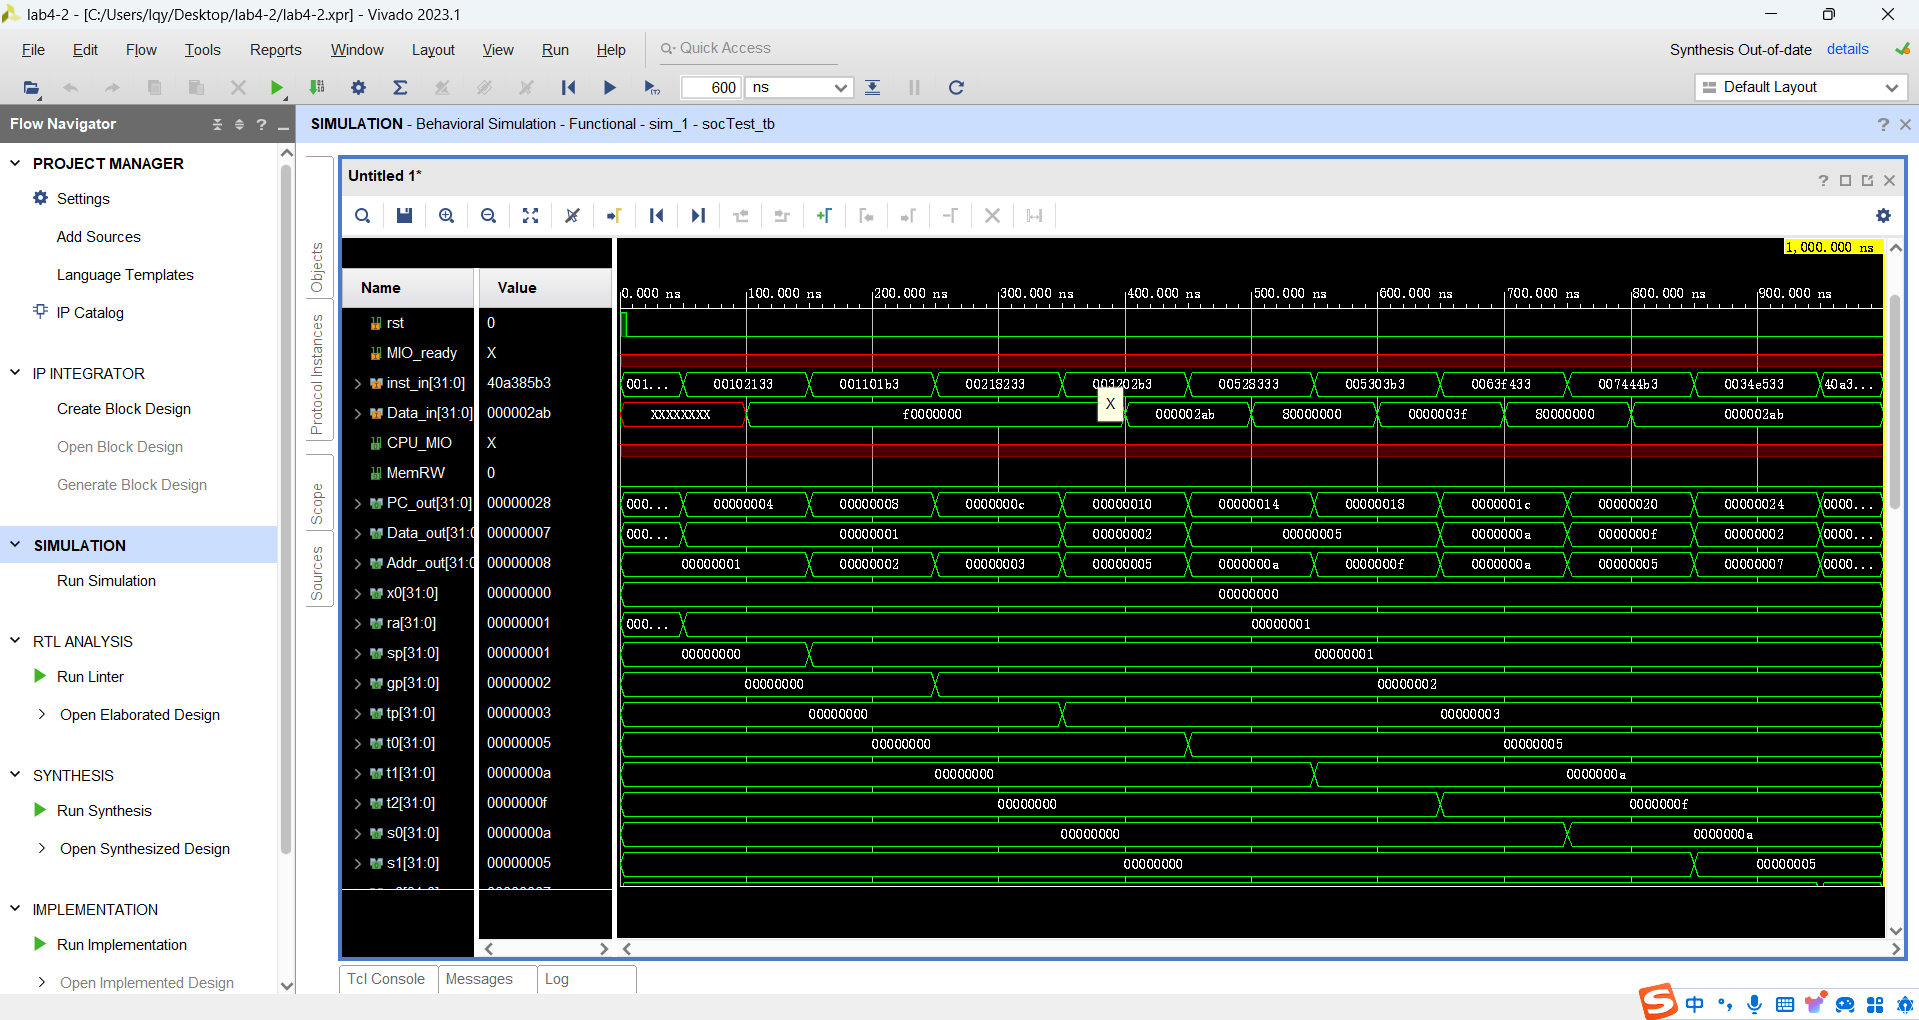 lab4-2 - [C:/Users/lqy/Desktop/lab4-2/lab4-2.xpr] - Vivado 2023.1
File Edit Flow Tools Reports Window Layout View Run Help Quick Access
Synthesis Out-of-date details
600 ns
Default Layout
Flow Navigator
SIMULATION - Behavioral Simulation - Functional - sim_1 - socTest_tb
PROJECT MANAGER
Settings
Add Sources
Language Templates
IP Catalog
IP INTEGRATOR
Create Block Design
Open Block Design
Generate Block Design
SIMULATION
Run Simulation
RTL ANALYSIS
Run Linter
Open Elaborated Design
SYNTHESIS
Run Synthesis
Open Synthesized Design
IMPLEMENTATION
Run Implementation
Open Implemented Design
Objects
Protocol Instances
Scope
Sources
Untitled 1*
1,000.000 ns
Name Value
0.000 ns 100.000 ns 200.000 ns 300.000 ns 400.000 ns 500.000 ns 600.000 ns 700.000 ns 800.000 ns 900.000 ns
rst 0
MIO_ready X
inst_in[31:0] 40a385b3 001... 00102133 001101b3 00218233 003202b3 00528333 005303b3 0063f433 007444b3 0034e533 40a3...
X
Data_in[31:0] 000002ab XXXXXXXX f0000000 000002ab 80000000 0000003f 80000000 000002ab
CPU_MIO X
MemRW 0
PC_out[31:0] 00000028 000... 00000004 00000008 0000000c 00000010 00000014 00000018 0000001c 00000020 00000024 0000...
Data_out[31:0 00000007 000... 00000001 00000002 00000005 0000000a 0000000f 00000002 0000...
Addr_out[31:0 00000008 00000001 00000002 00000003 00000005 0000000a 0000000f 0000000a 00000005 00000007 0000...
x0[31:0] 00000000 00000000
ra[31:0] 00000001 000... 00000001
sp[31:0] 00000001 00000000 00000001
gp[31:0] 00000002 00000000 00000002
tp[31:0] 00000003 00000000 00000003
t0[31:0] 00000005 00000000 00000005
t1[31:0] 0000000a 00000000 0000000a
t2[31:0] 0000000f 00000000 0000000f
s0[31:0] 0000000a 00000000 0000000a
s1[31:0] 00000005 00000000 00000005
Tcl Console Messages Log
中